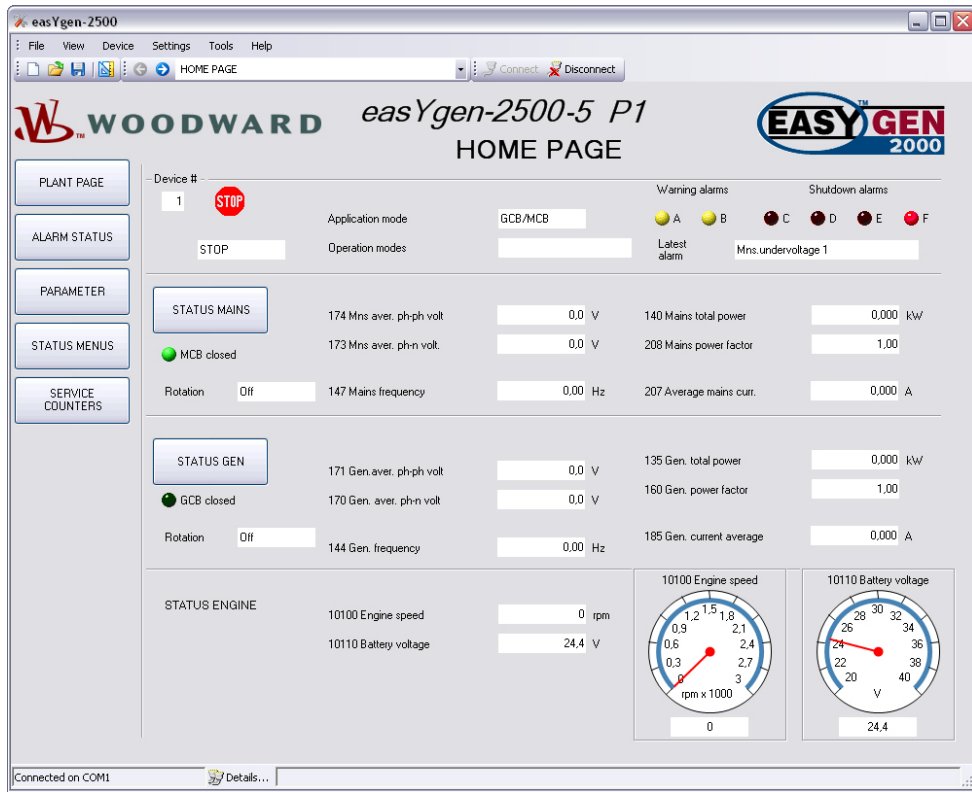 easYgen-2500
File View Device Settings Tools Help
HOME PAGE Connect Disconnect
WOODWARD
easYgen-2500-5 P1
HOME PAGE
EASYGEN™
2000
PLANT PAGE
ALARM STATUS
PARAMETER
STATUS MENUS
SERVICE
COUNTERS
Device #
1 STOP
STOP
Application mode GCB/MCB
Operation modes
Warning alarms Shutdown alarms
A B C D E F
Latest
alarm Mns.undervoltage 1
STATUS MAINS
MCB closed
Rotation Off
174 Mns aver. ph-ph volt 0,0 V
173 Mns aver. ph-n volt. 0,0 V
147 Mains frequency 0,00 Hz
140 Mains total power 0,000 kW
208 Mains power factor 1,00
207 Average mains curr. 0,000 A
STATUS GEN
GCB closed
Rotation Off
171 Gen.aver. ph-ph volt 0,0 V
170 Gen. aver. ph-n volt 0,0 V
144 Gen. frequency 0,00 Hz
135 Gen. total power 0,000 kW
160 Gen. power factor 1,00
185 Gen. current average 0,000 A
STATUS ENGINE
10100 Engine speed 0 rpm
10110 Battery voltage 24,4 V
10100 Engine speed
0 0,3 0,6 0,9 1,2 1,5 1,8 2,1 2,4 2,7 3
rpm x 1000
0
10110 Battery voltage
20 22 24 26 28 30 32 34 36 38 40
V
24,4
Connected on COM1 Details...